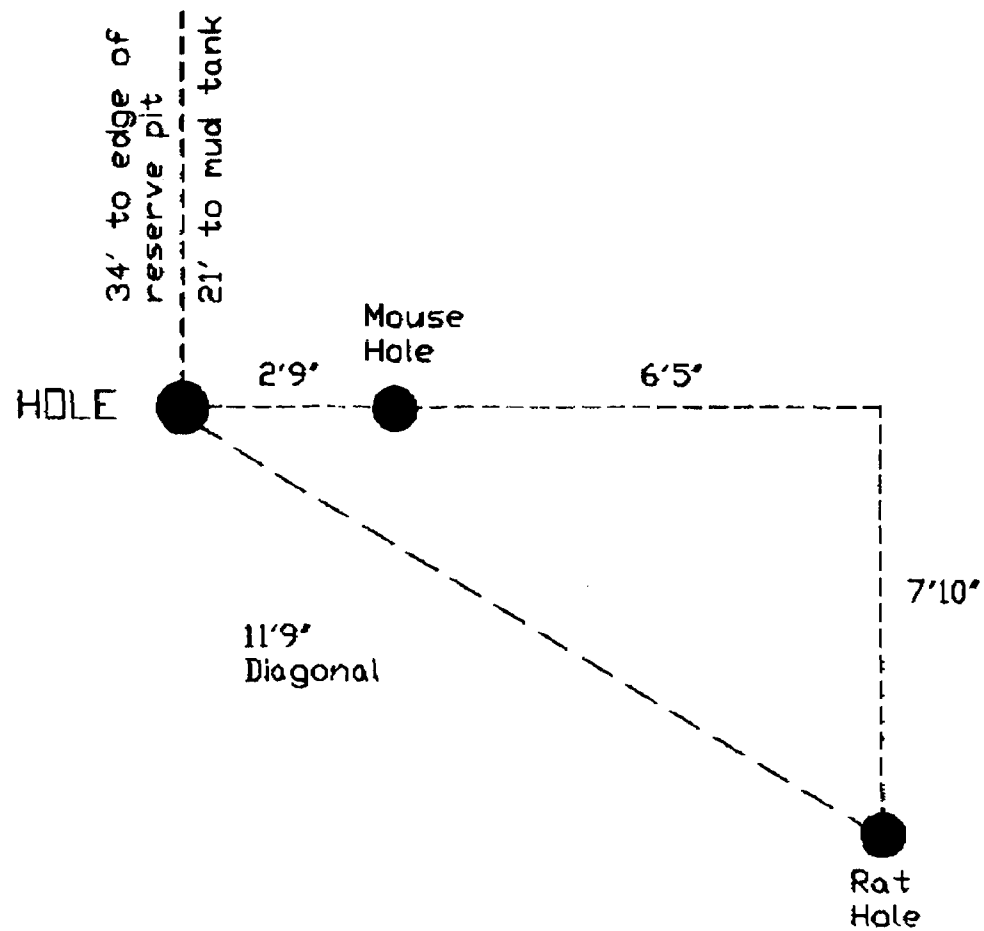 34' to edge of
reserve pit
21' to mud tank
Mouse
Hole
2'9"
6'5"
HOLE
7'10"
11'9"
Diagonal
Rat
Hole